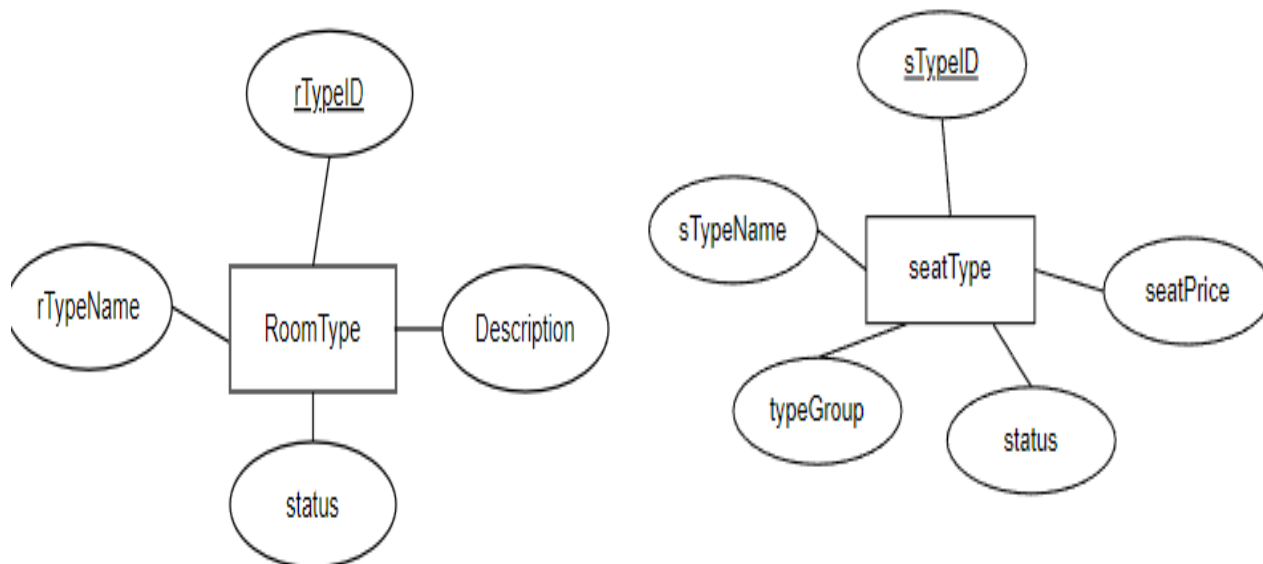 rTypeID
rTypeName
RoomType
Description
status
sTypeID
sTypeName
seatType
seatPrice
typeGroup
status